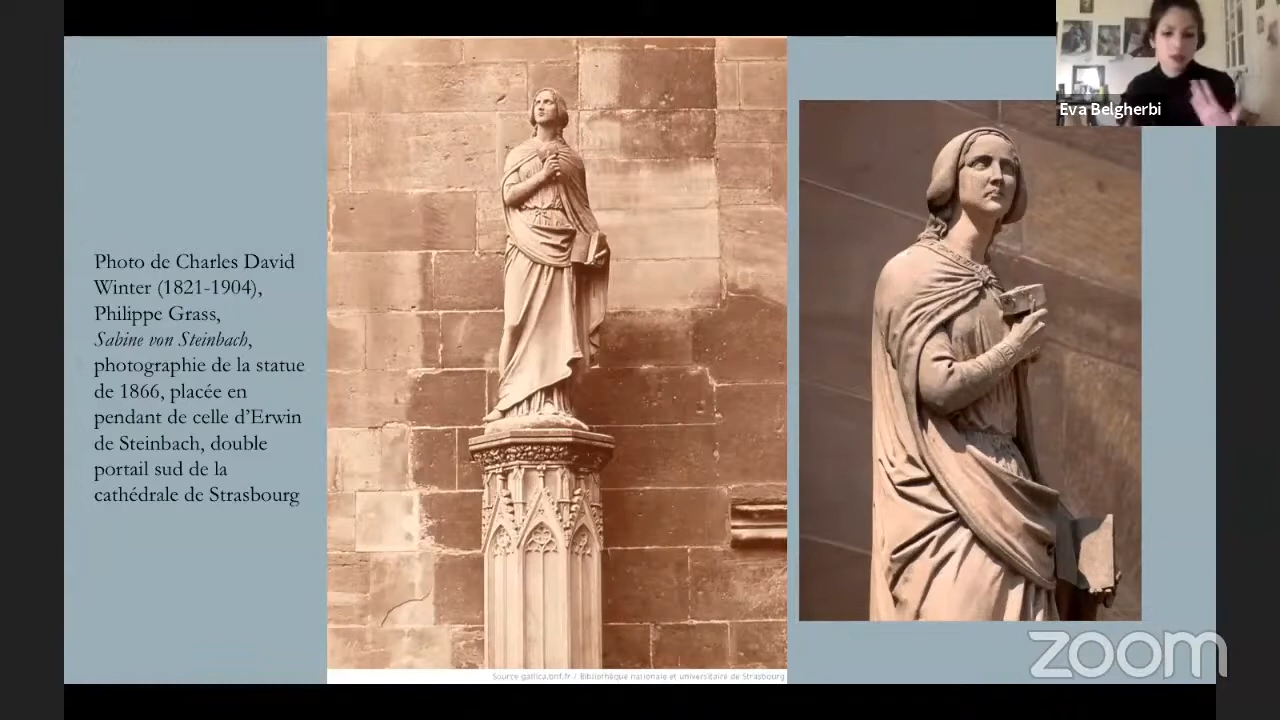 Eva Belgherbi
Photo de Charles David
Winter (1821-1904),
Philippe Grass,
Sabine von Steinbach,
photographie de la statue
de 1866, placée en
pendant de celle d'Erwin
de Steinbach, double
portail sud de la
cathédrale de Strasbourg
Source gallica.bnf.fr / Bibliothèque nationale et universitaire de Strasbourg
zoom